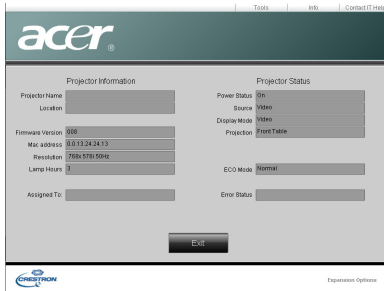 Tools Info Contact IT Help
acer®
Projector Information
Projector Status
Projector Name
Location
Firmware Version 008
Mac address 0.0.13.24.24.13
Resolution 768x 576i 50Hz
Lamp Hours 3
Assigned To:
Power Status On
Source Video
Display Mode Video
Projection Front Table
ECO Mode Normal
Error Status
Exit
CRESTRON
Expansion Options